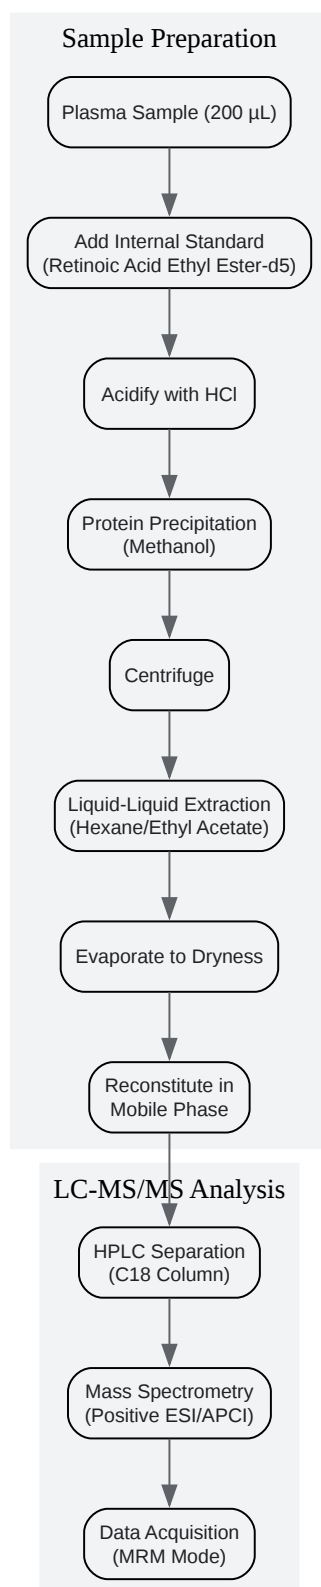 Sample Preparation
Plasma Sample (200 µL)
Add Internal Standard
(Retinoic Acid Ethyl Ester-d5)
Acidify with HCl
Protein Precipitation
(Methanol)
Centrifuge
Liquid-Liquid Extraction
(Hexane/Ethyl Acetate)
Evaporate to Dryness
Reconstitute in
Mobile Phase
LC-MS/MS Analysis
HPLC Separation
(C18 Column)
Mass Spectrometry
(Positive ESI/APCI)
Data Acquisition
(MRM Mode)